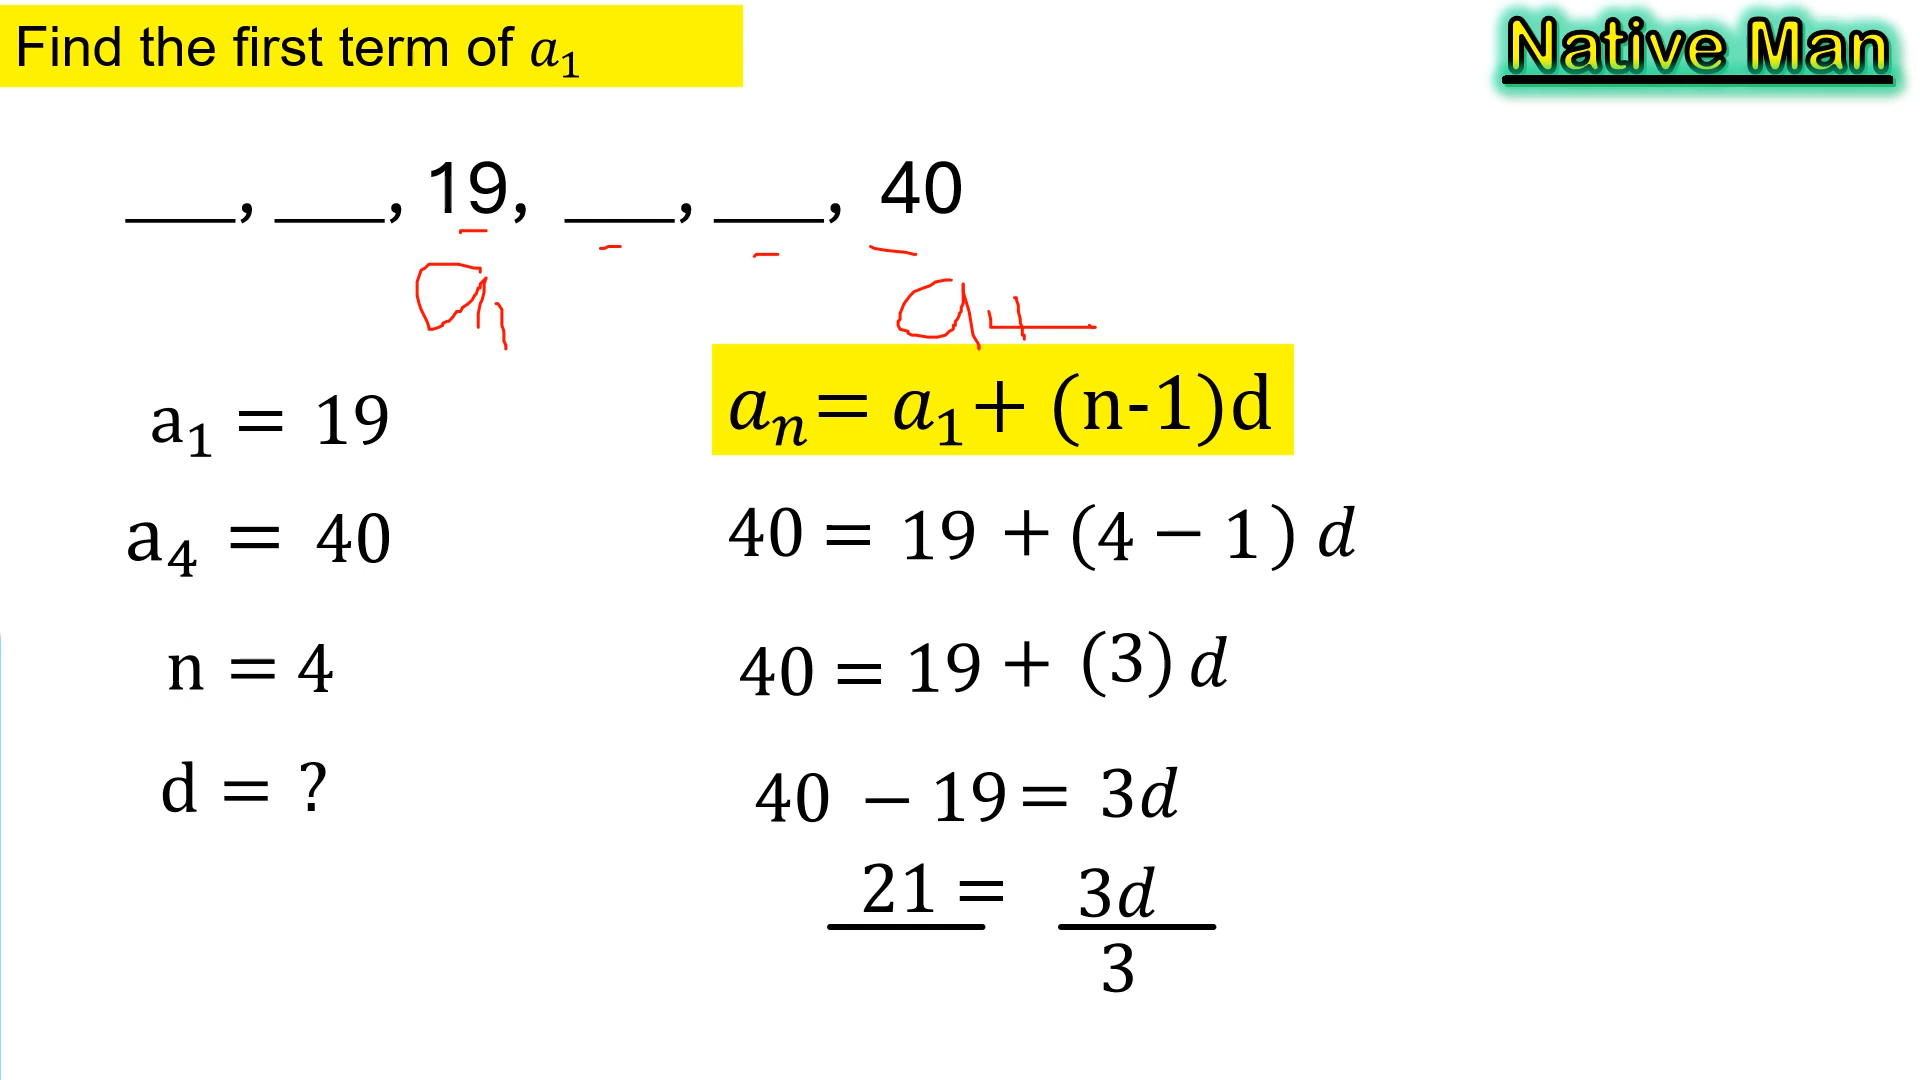 Find the first term of a₁
Native Man
___, ___, 19, ___, ___, 40
a₁
a₄
a₁ = 19
aₙ = a₁ + (n-1)d
a₄ = 40
40 = 19 + (4 − 1) d
n = 4
40 = 19 + (3) d
d = ?
40 − 19 = 3d
21 = 3d
3